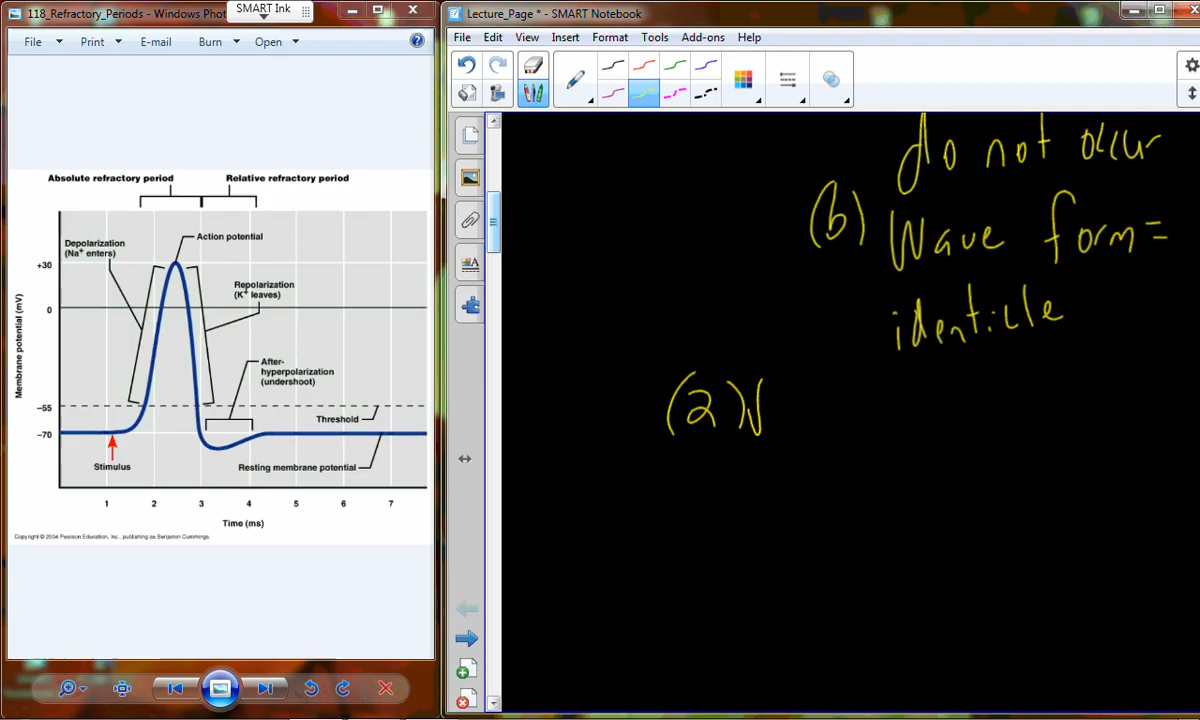 118_Refractory_Periods - Windows Phot
SMART Ink
File Print E-mail Burn Open
Absolute refractory period Relative refractory period
Action potential
Depolarization
(Na+ enters)
+30
Repolarization
(K+ leaves)
0
Membrane potential (mV)
After-
hyperpolarization
(undershoot)
-55
Threshold
-70
Stimulus
Resting membrane potential
1 2 3 4 5 6 7
Time (ms)
Copyright © 2004 Pearson Education, Inc., publishing as Benjamin Cummings.
Lecture_Page * - SMART Notebook
File Edit View Insert Format Tools Add-ons Help
do not occur
(b) Wave form =
identicle
(2)